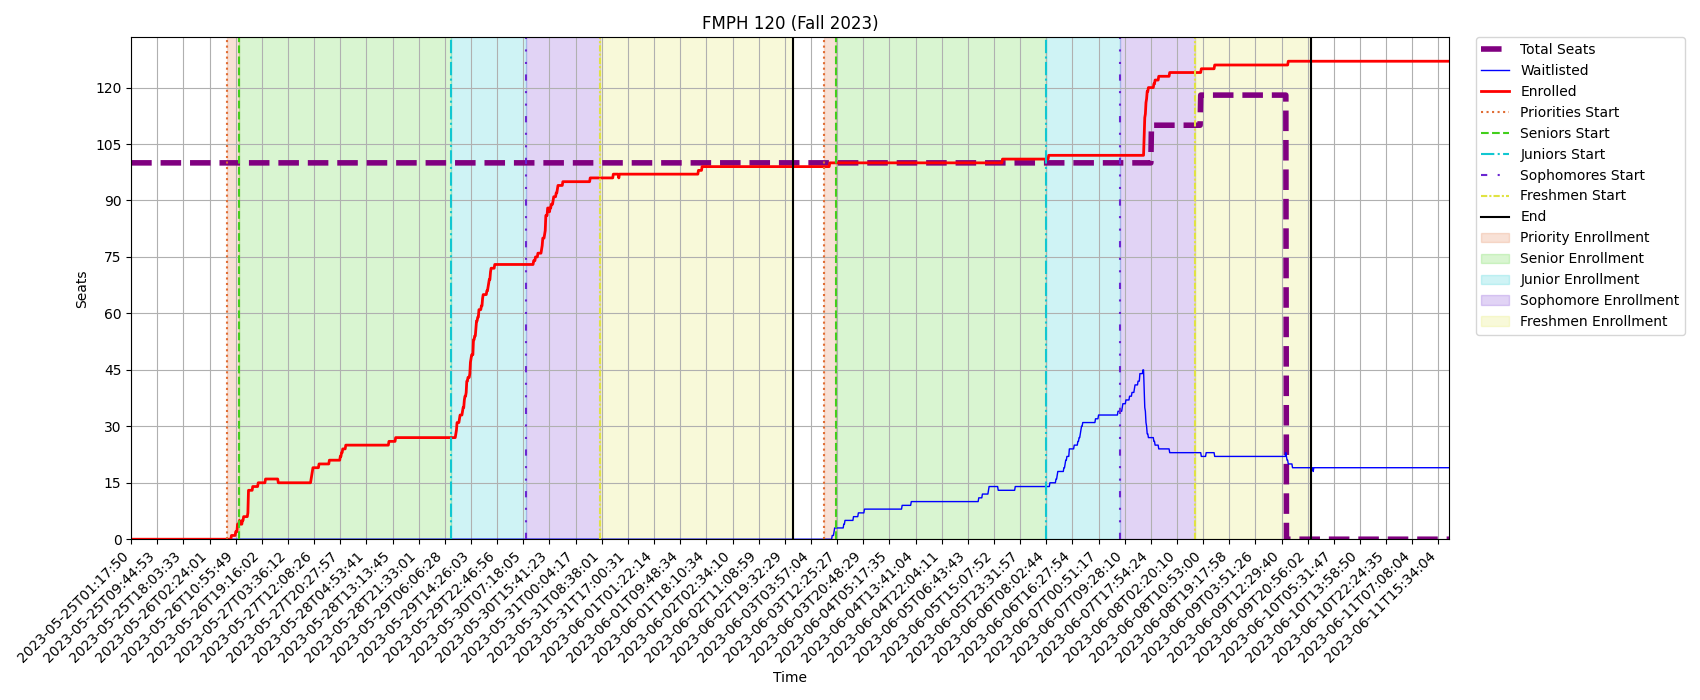 FMPH 120 (Fall 2023)
Seats
120
105
90
75
60
45
30
15
0
2023-05-25T01:17:50
2023-05-25T09:44:53
2023-05-25T18:03:33
2023-05-26T02:24:01
2023-05-26T10:55:49
2023-05-26T19:16:02
2023-05-27T03:36:12
2023-05-27T12:08:26
2023-05-27T20:27:57
2023-05-28T04:53:41
2023-05-28T13:13:45
2023-05-28T21:33:01
2023-05-29T06:06:28
2023-05-29T14:26:03
2023-05-29T22:46:56
2023-05-30T07:18:05
2023-05-30T15:41:23
2023-05-31T00:04:17
2023-05-31T08:38:01
2023-05-31T17:00:31
2023-06-01T01:22:14
2023-06-01T09:48:34
2023-06-01T18:10:34
2023-06-02T02:34:10
2023-06-02T11:08:59
2023-06-02T19:32:29
2023-06-03T03:57:04
2023-06-03T12:25:27
2023-06-03T20:48:29
2023-06-04T05:17:35
2023-06-04T13:41:04
2023-06-04T22:04:11
2023-06-05T06:43:43
2023-06-05T15:07:52
2023-06-05T23:31:57
2023-06-06T08:02:44
2023-06-06T16:27:54
2023-06-07T00:51:17
2023-06-07T09:28:10
2023-06-07T17:54:24
2023-06-08T02:20:10
2023-06-08T10:53:00
2023-06-08T19:17:58
2023-06-09T03:51:26
2023-06-09T12:29:40
2023-06-09T20:56:02
2023-06-10T05:31:47
2023-06-10T13:58:50
2023-06-10T22:24:35
2023-06-11T07:08:04
2023-06-11T15:34:04
Time
Total Seats
Waitlisted
Enrolled
Priorities Start
Seniors Start
Juniors Start
Sophomores Start
Freshmen Start
End
Priority Enrollment
Senior Enrollment
Junior Enrollment
Sophomore Enrollment
Freshmen Enrollment